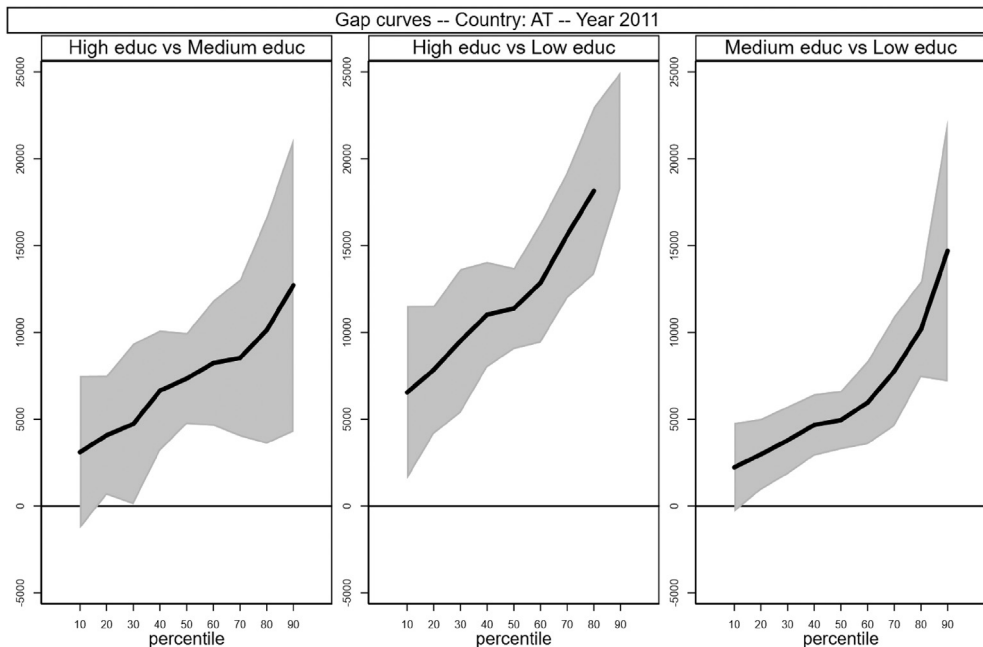 Gap curves -- Country: AT -- Year 2011
High educ vs Medium educ
High educ vs Low educ
Medium educ vs Low educ
25000
20000
15000
10000
5000
0
-5000
25000
20000
15000
10000
5000
0
-5000
25000
20000
15000
10000
5000
0
-5000
10 20 30 40 50 60 70 80 90
10 20 30 40 50 60 70 80 90
10 20 30 40 50 60 70 80 90
percentile
percentile
percentile